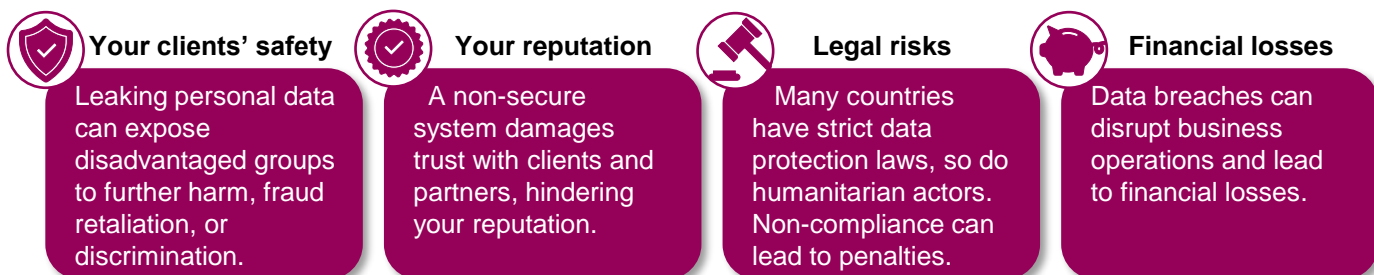 Your clients' safety
Leaking personal data
can expose
disadvantaged groups
to further harm, fraud
retaliation, or
discrimination.
Your reputation
A non-secure
system damages
trust with clients and
partners, hindering
your reputation.
Legal risks
Many countries
have strict data
protection laws, so do
humanitarian actors.
Non-compliance can
lead to penalties.
Financial losses
Data breaches can
disrupt business
operations and lead
to financial losses.